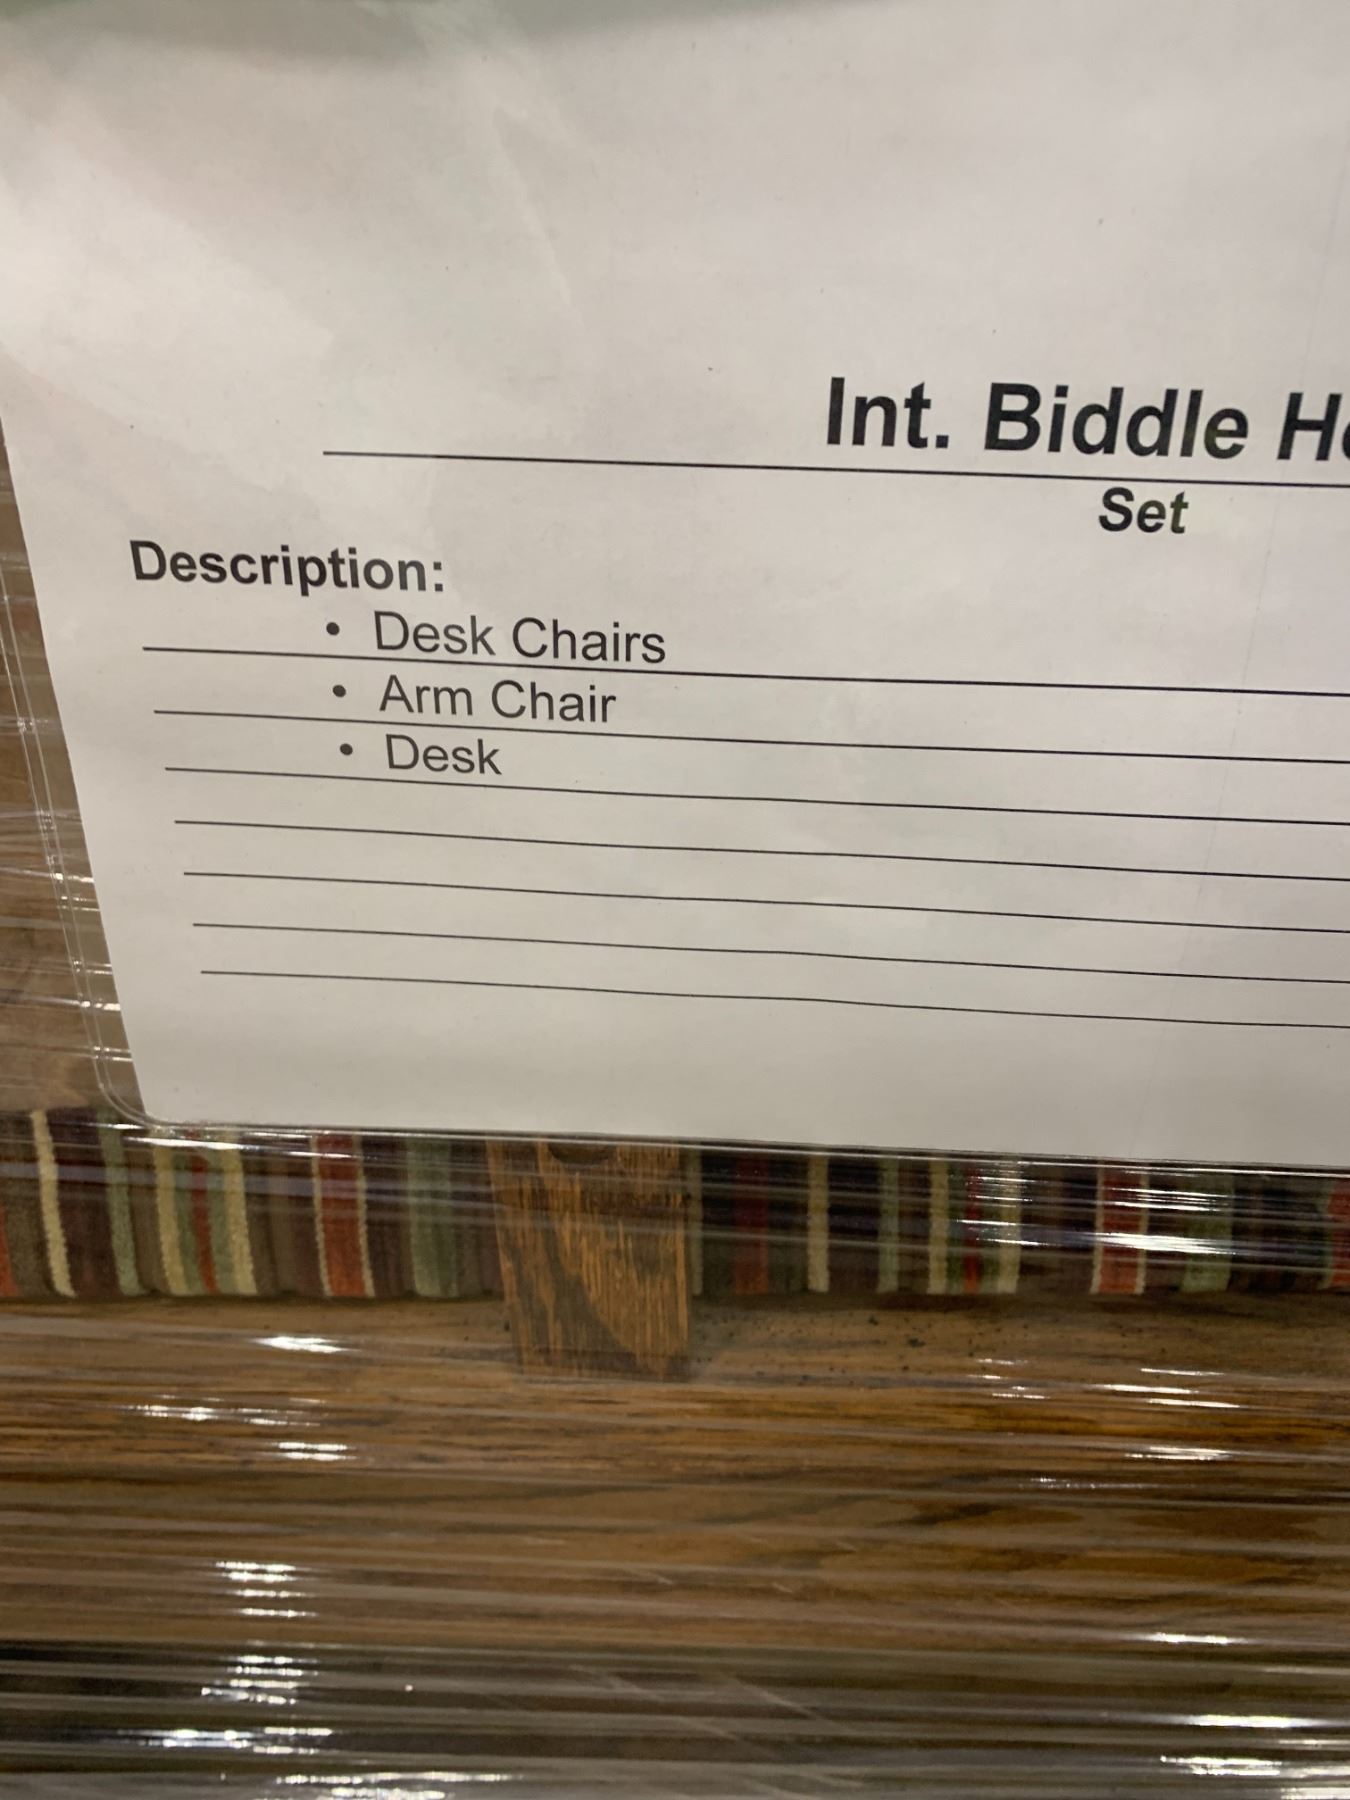 Int. Biddle
Set
Description:
• Desk Chairs
• Arm Chair
• Desk